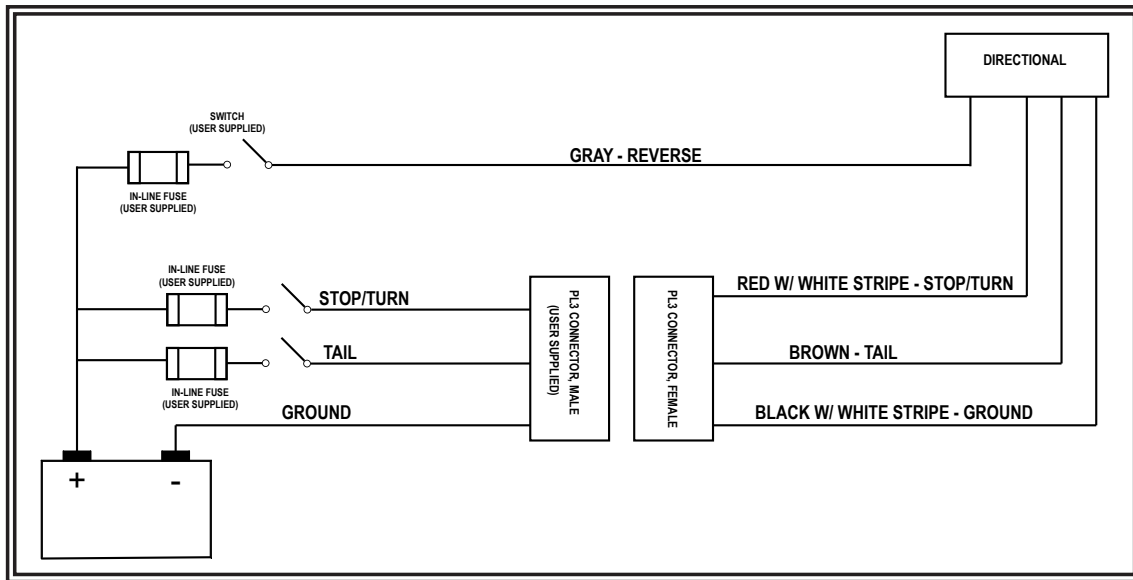 DIRECTIONAL
SWITCH
(USER SUPPLIED)
GRAY - REVERSE
IN-LINE FUSE
(USER SUPPLIED)
IN-LINE FUSE
(USER SUPPLIED)
STOP/TURN
TAIL
IN-LINE FUSE
(USER SUPPLIED)
GROUND
PL3 CONNECTOR, MALE
(USER SUPPLIED)
PL3 CONNECTOR, FEMALE
RED W/ WHITE STRIPE - STOP/TURN
BROWN - TAIL
BLACK W/ WHITE STRIPE - GROUND
+ -